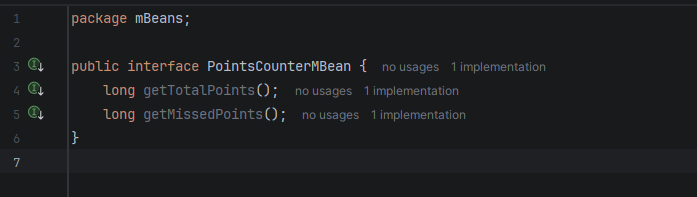 1 package mBeans;
2
3 public interface PointsCounterMBean { no usages 1 implementation
4 long getTotalPoints(); no usages 1 implementation
5 long getMissedPoints(); no usages 1 implementation
6 }
7